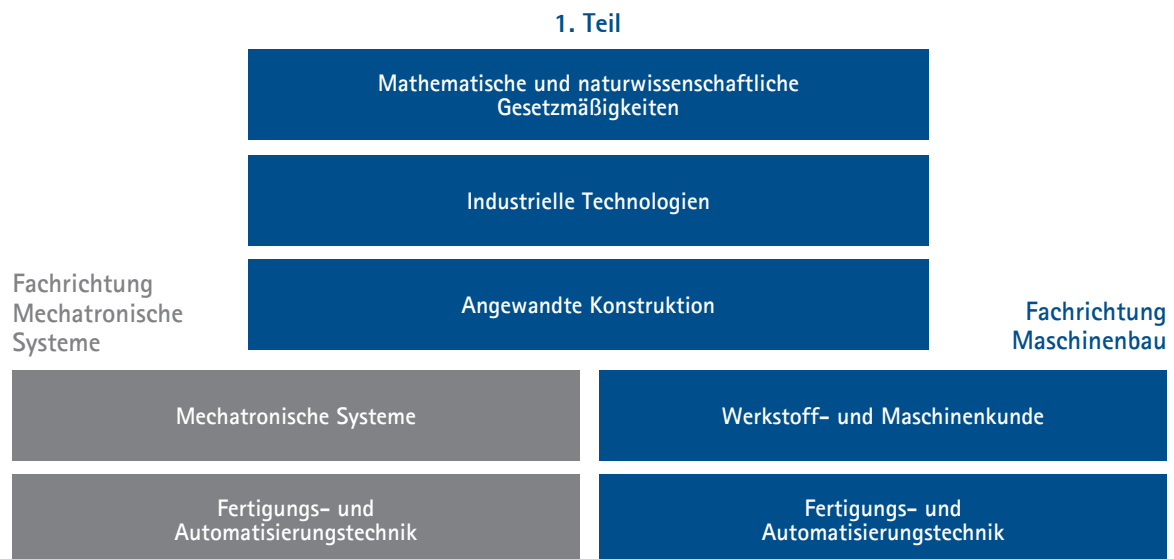 1. Teil
Mathematische und naturwissenschaftliche
Gesetzmäßigkeiten
Industrielle Technologien
Angewandte Konstruktion
Fachrichtung
Mechatronische
Systeme
Fachrichtung
Maschinenbau
Mechatronische Systeme
Werkstoff- und Maschinenkunde
Fertigungs- und
Automatisierungstechnik
Fertigungs- und
Automatisierungstechnik